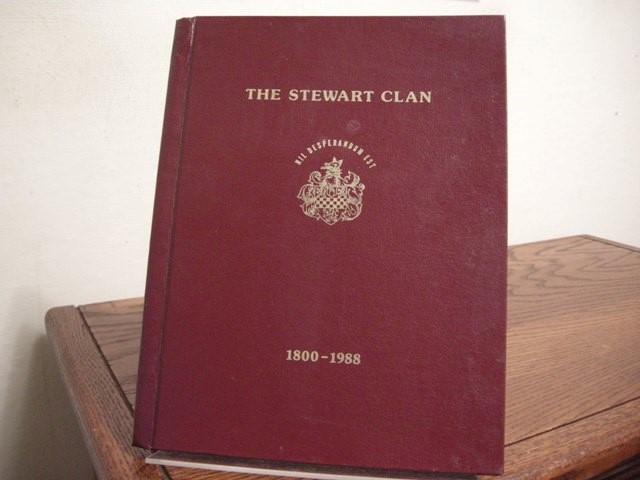 THE STEWART CLAN
NIL DESPERANDUM EST
1800-1988